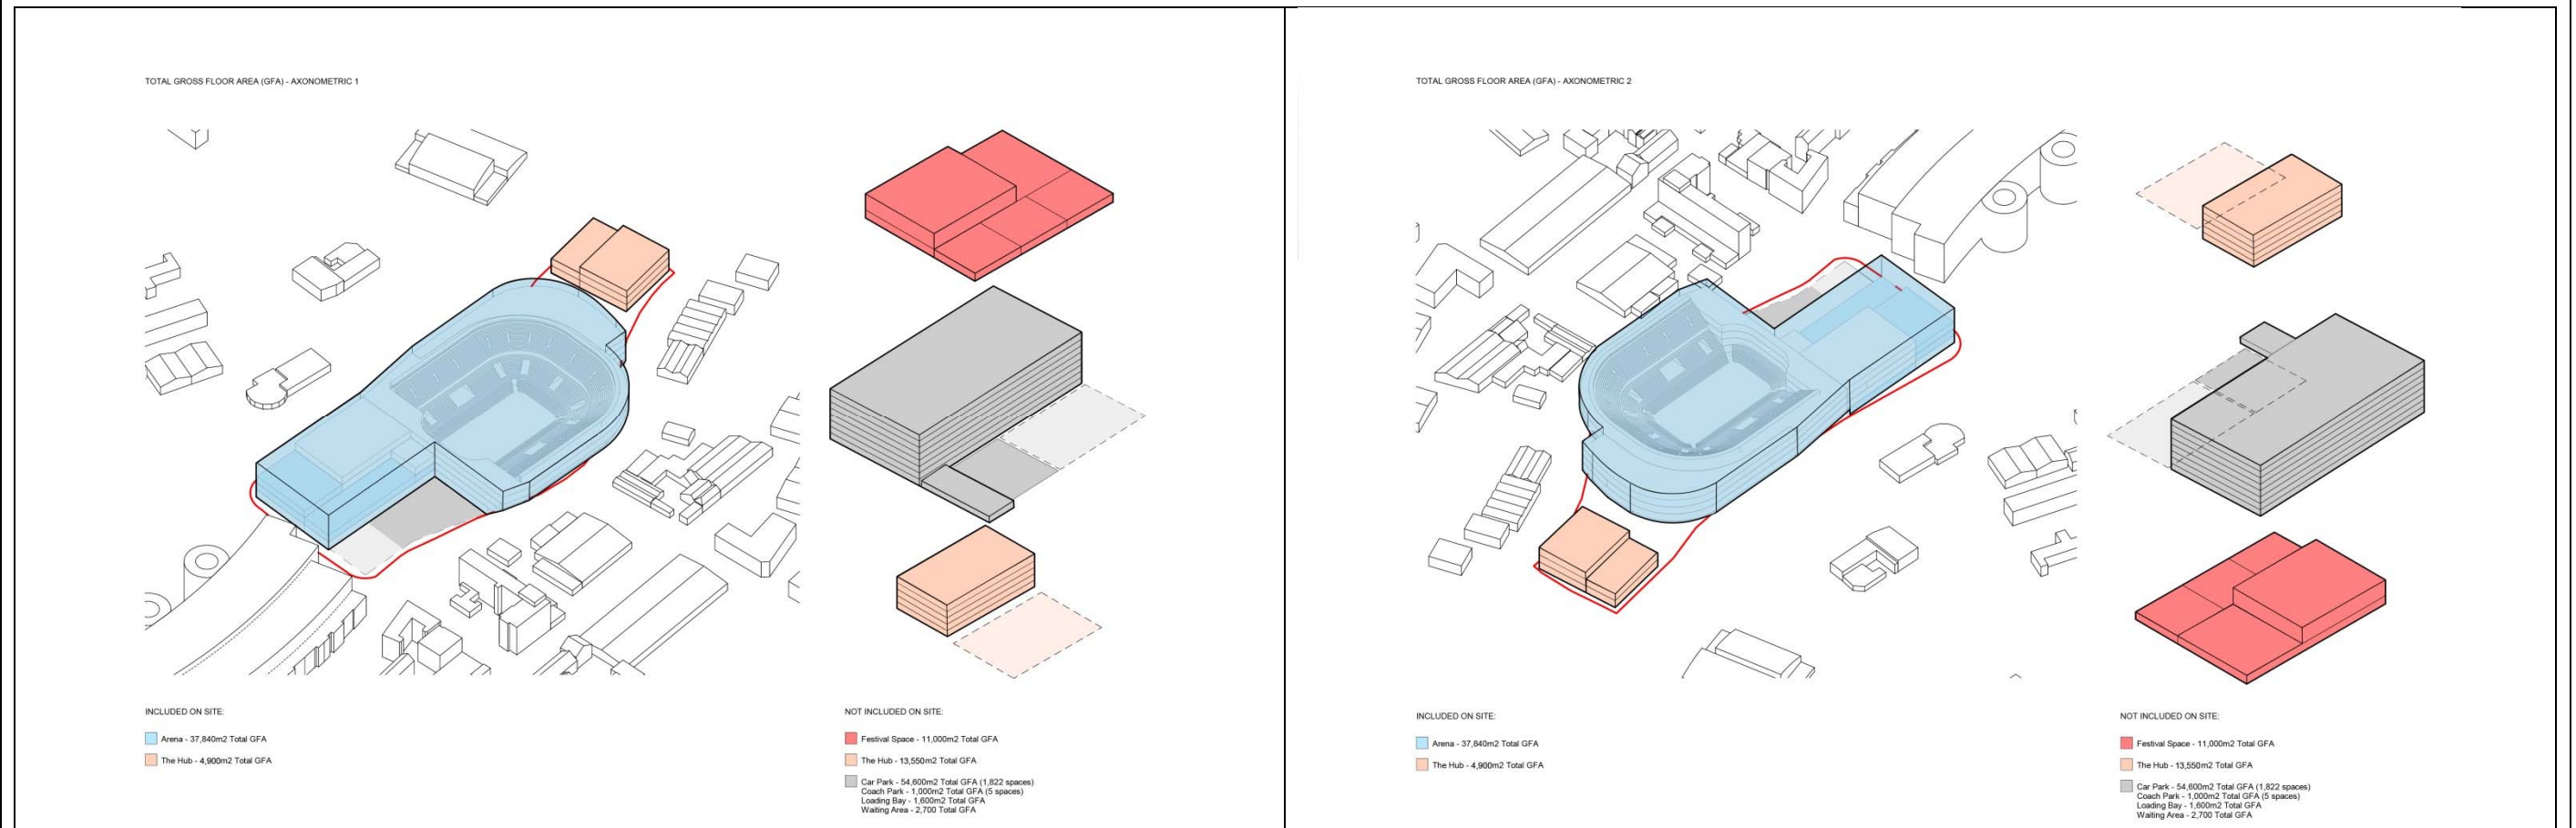 TOTAL GROSS FLOOR AREA (GFA) - AXONOMETRIC 1
INCLUDED ON SITE:
Arena - 37,840m2 Total GFA
The Hub - 4,900m2 Total GFA
NOT INCLUDED ON SITE:
Festival Space - 11,000m2 Total GFA
The Hub - 13,550m2 Total GFA
Car Park - 54,600m2 Total GFA (1,822 spaces)
Coach Park - 1,000m2 Total GFA (5 spaces)
Loading Bay - 1,600m2 Total GFA
Waiting Area - 2,700 Total GFA
TOTAL GROSS FLOOR AREA (GFA) - AXONOMETRIC 2
INCLUDED ON SITE:
Arena - 37,840m2 Total GFA
The Hub - 4,900m2 Total GFA
NOT INCLUDED ON SITE:
Festival Space - 11,000m2 Total GFA
The Hub - 13,550m2 Total GFA
Car Park - 54,600m2 Total GFA (1,822 spaces)
Coach Park - 1,000m2 Total GFA (5 spaces)
Loading Bay - 1,600m2 Total GFA
Waiting Area - 2,700 Total GFA